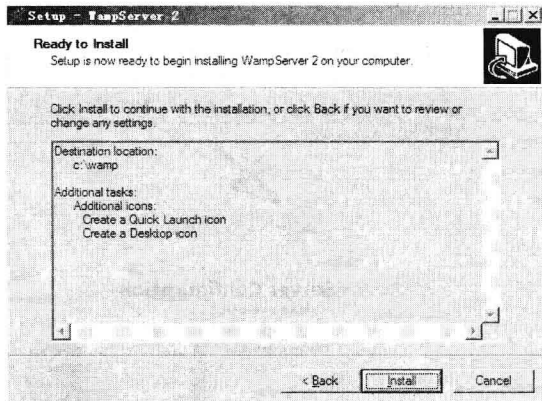 Setup - WampServer 2
Ready to Install
Setup is now ready to begin installing WampServer 2 on your computer.
Click Install to continue with the installation, or click Back if you want to review or
change any settings.
Destination location:
c:\wamp
Additional tasks:
Additional icons:
Create a Quick Launch icon
Create a Desktop icon
< Back
Install
Cancel